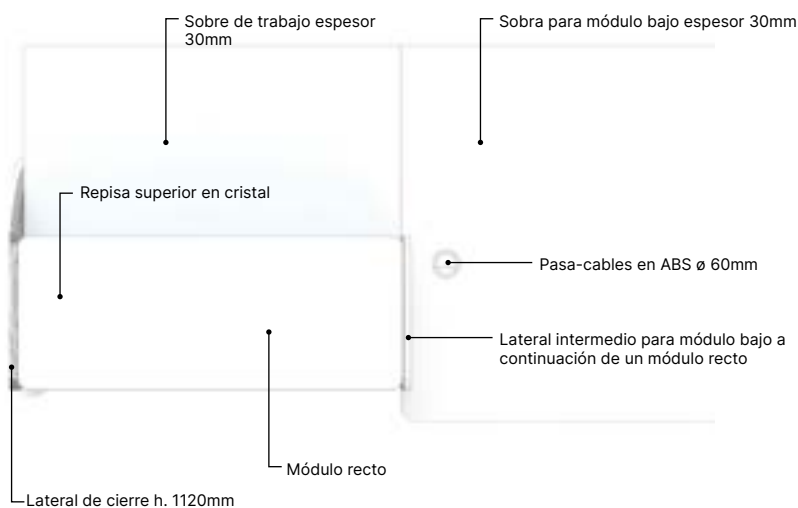 Sobre de trabajo espesor
30mm
Sobra para módulo bajo espesor 30mm
Repisa superior en cristal
Pasa-cables en ABS ø 60mm
Lateral intermedio para módulo bajo a
continuación de un módulo recto
Módulo recto
Lateral de cierre h. 1120mm